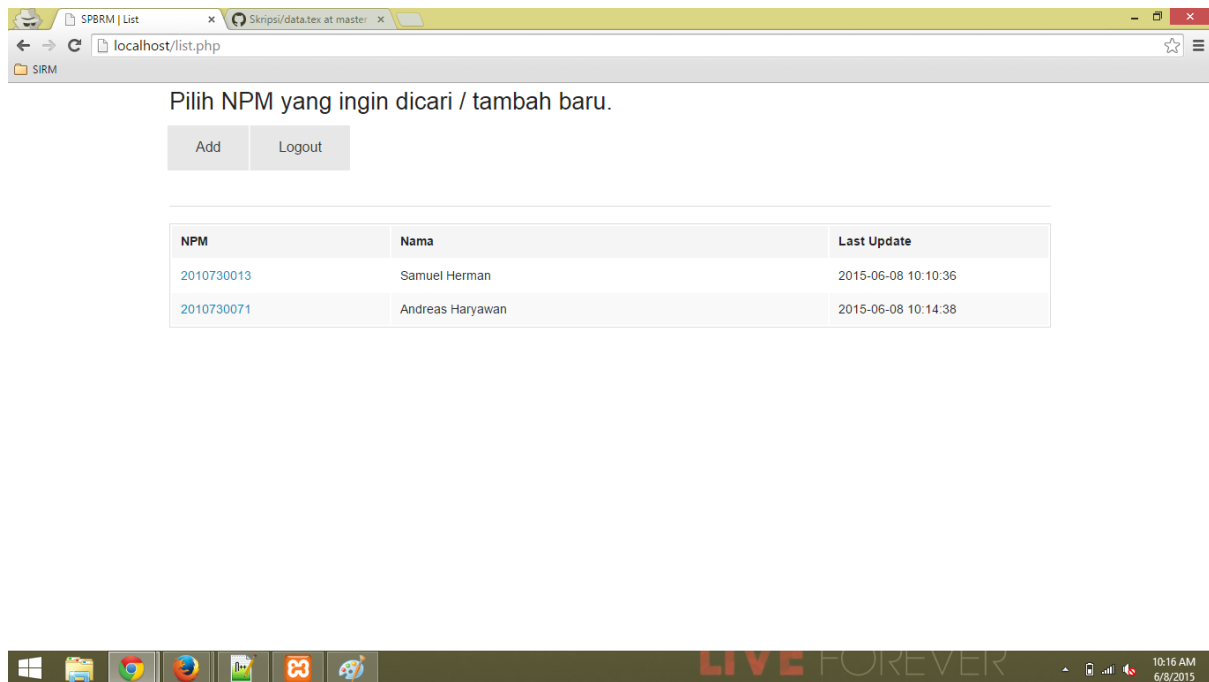 SPBRM | List
Skripsi/data.tex at master
localhost/list.php
SIRM
Pilih NPM yang ingin dicari / tambah baru.
Add Logout
NPM Nama Last Update
2010730013 Samuel Herman 2015-06-08 10:10:36
2010730071 Andreas Haryawan 2015-06-08 10:14:38
LIVE FOREVER
10:16 AM
6/8/2015